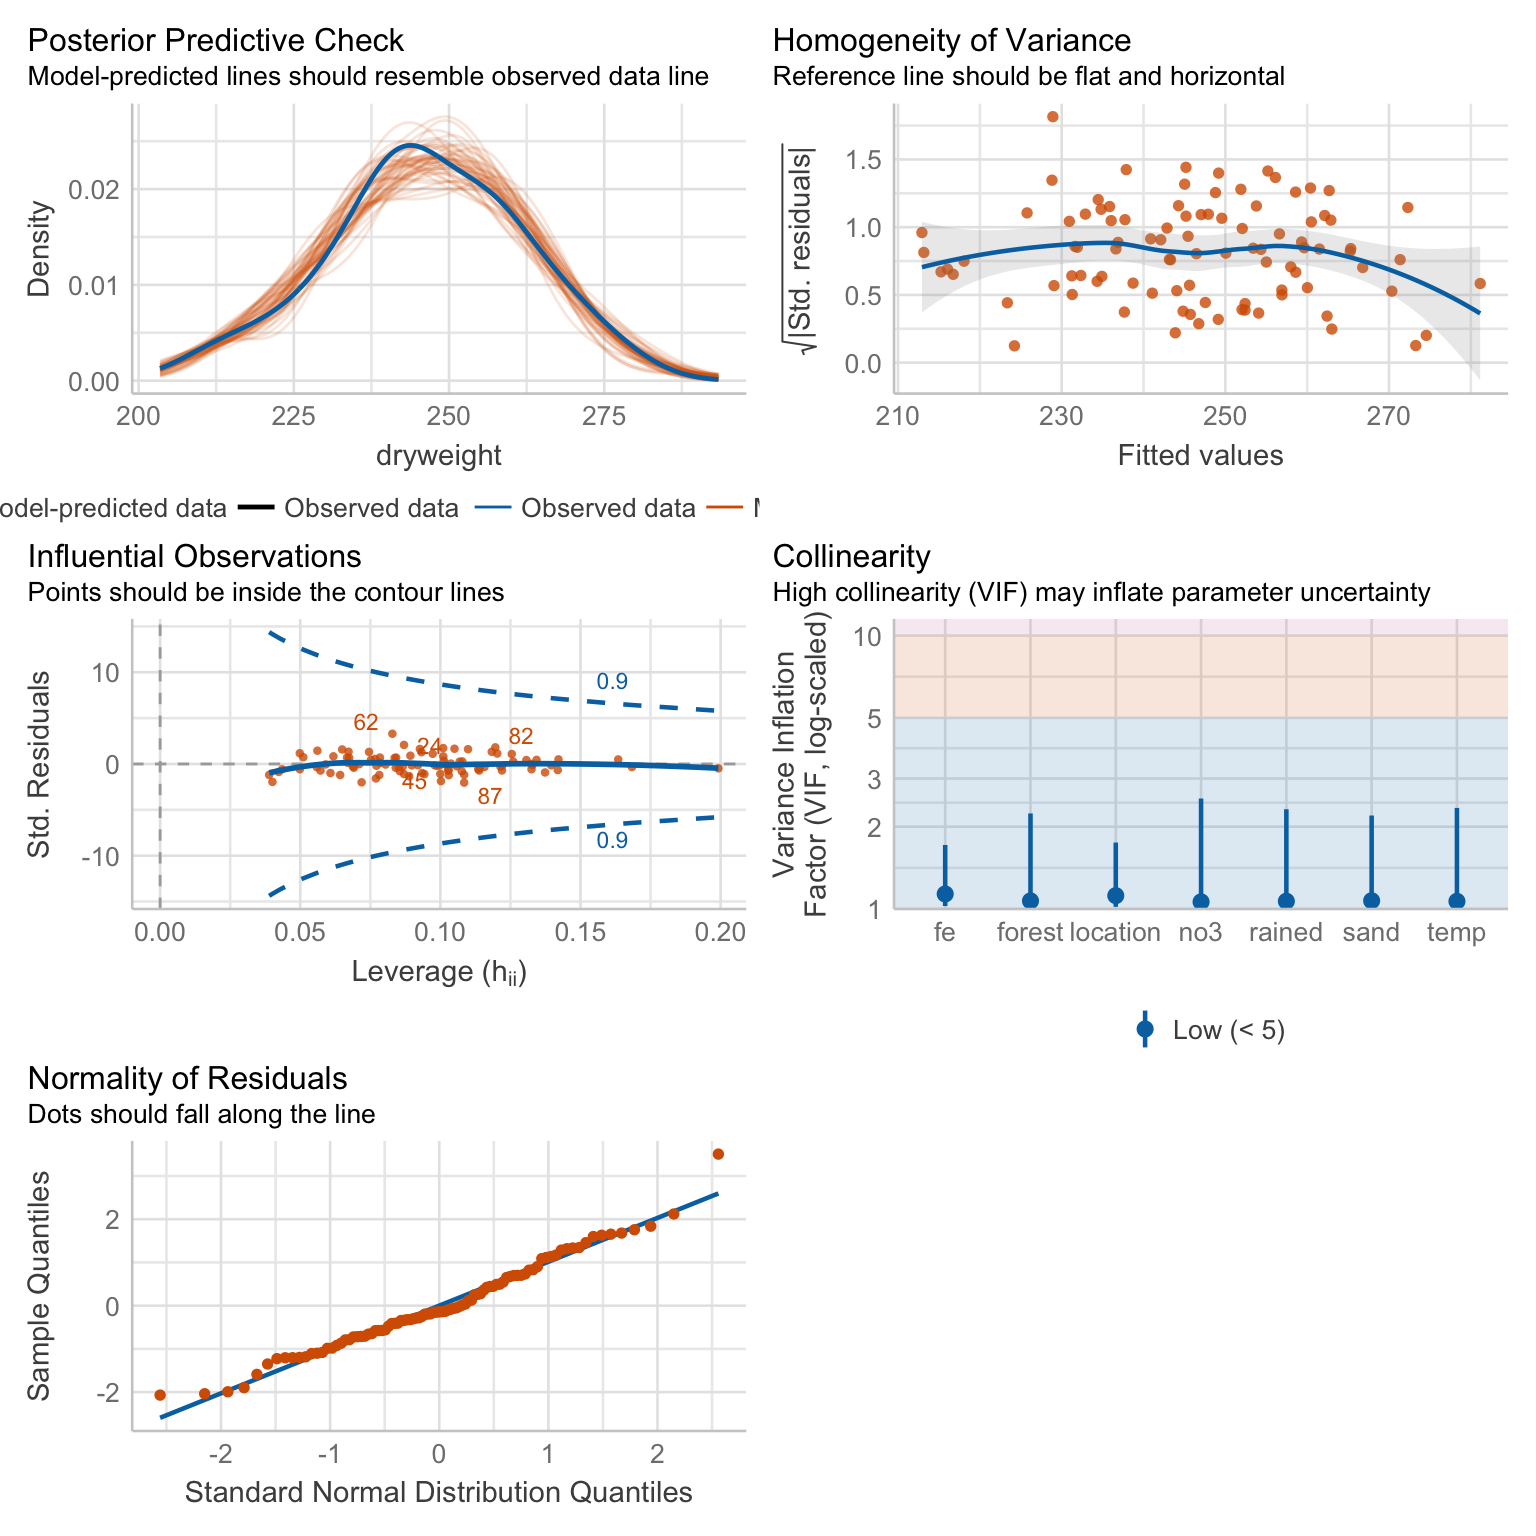 Posterior Predictive Check
Model-predicted lines should resemble observed data line
Density
0.02
0.01
0.00
200 225 250 275
dryweight
odel-predicted data Observed data Observed data
Homogeneity of Variance
Reference line should be flat and horizontal
√|Std. residuals|
1.5
1.0
0.5
0.0
210 230 250 270
Fitted values
Influential Observations
Points should be inside the contour lines
Std. Residuals
10
0
-10
0.9
62
24
82
45
87
0.9
0.00 0.05 0.10 0.15 0.20
Leverage (hii)
Collinearity
High collinearity (VIF) may inflate parameter uncertainty
Variance Inflation
Factor (VIF, log-scaled)
10
5
3
2
1
fe forest location no3 rained sand temp
Low (< 5)
Normality of Residuals
Dots should fall along the line
Sample Quantiles
2
0
-2
-2 -1 0 1 2
Standard Normal Distribution Quantiles